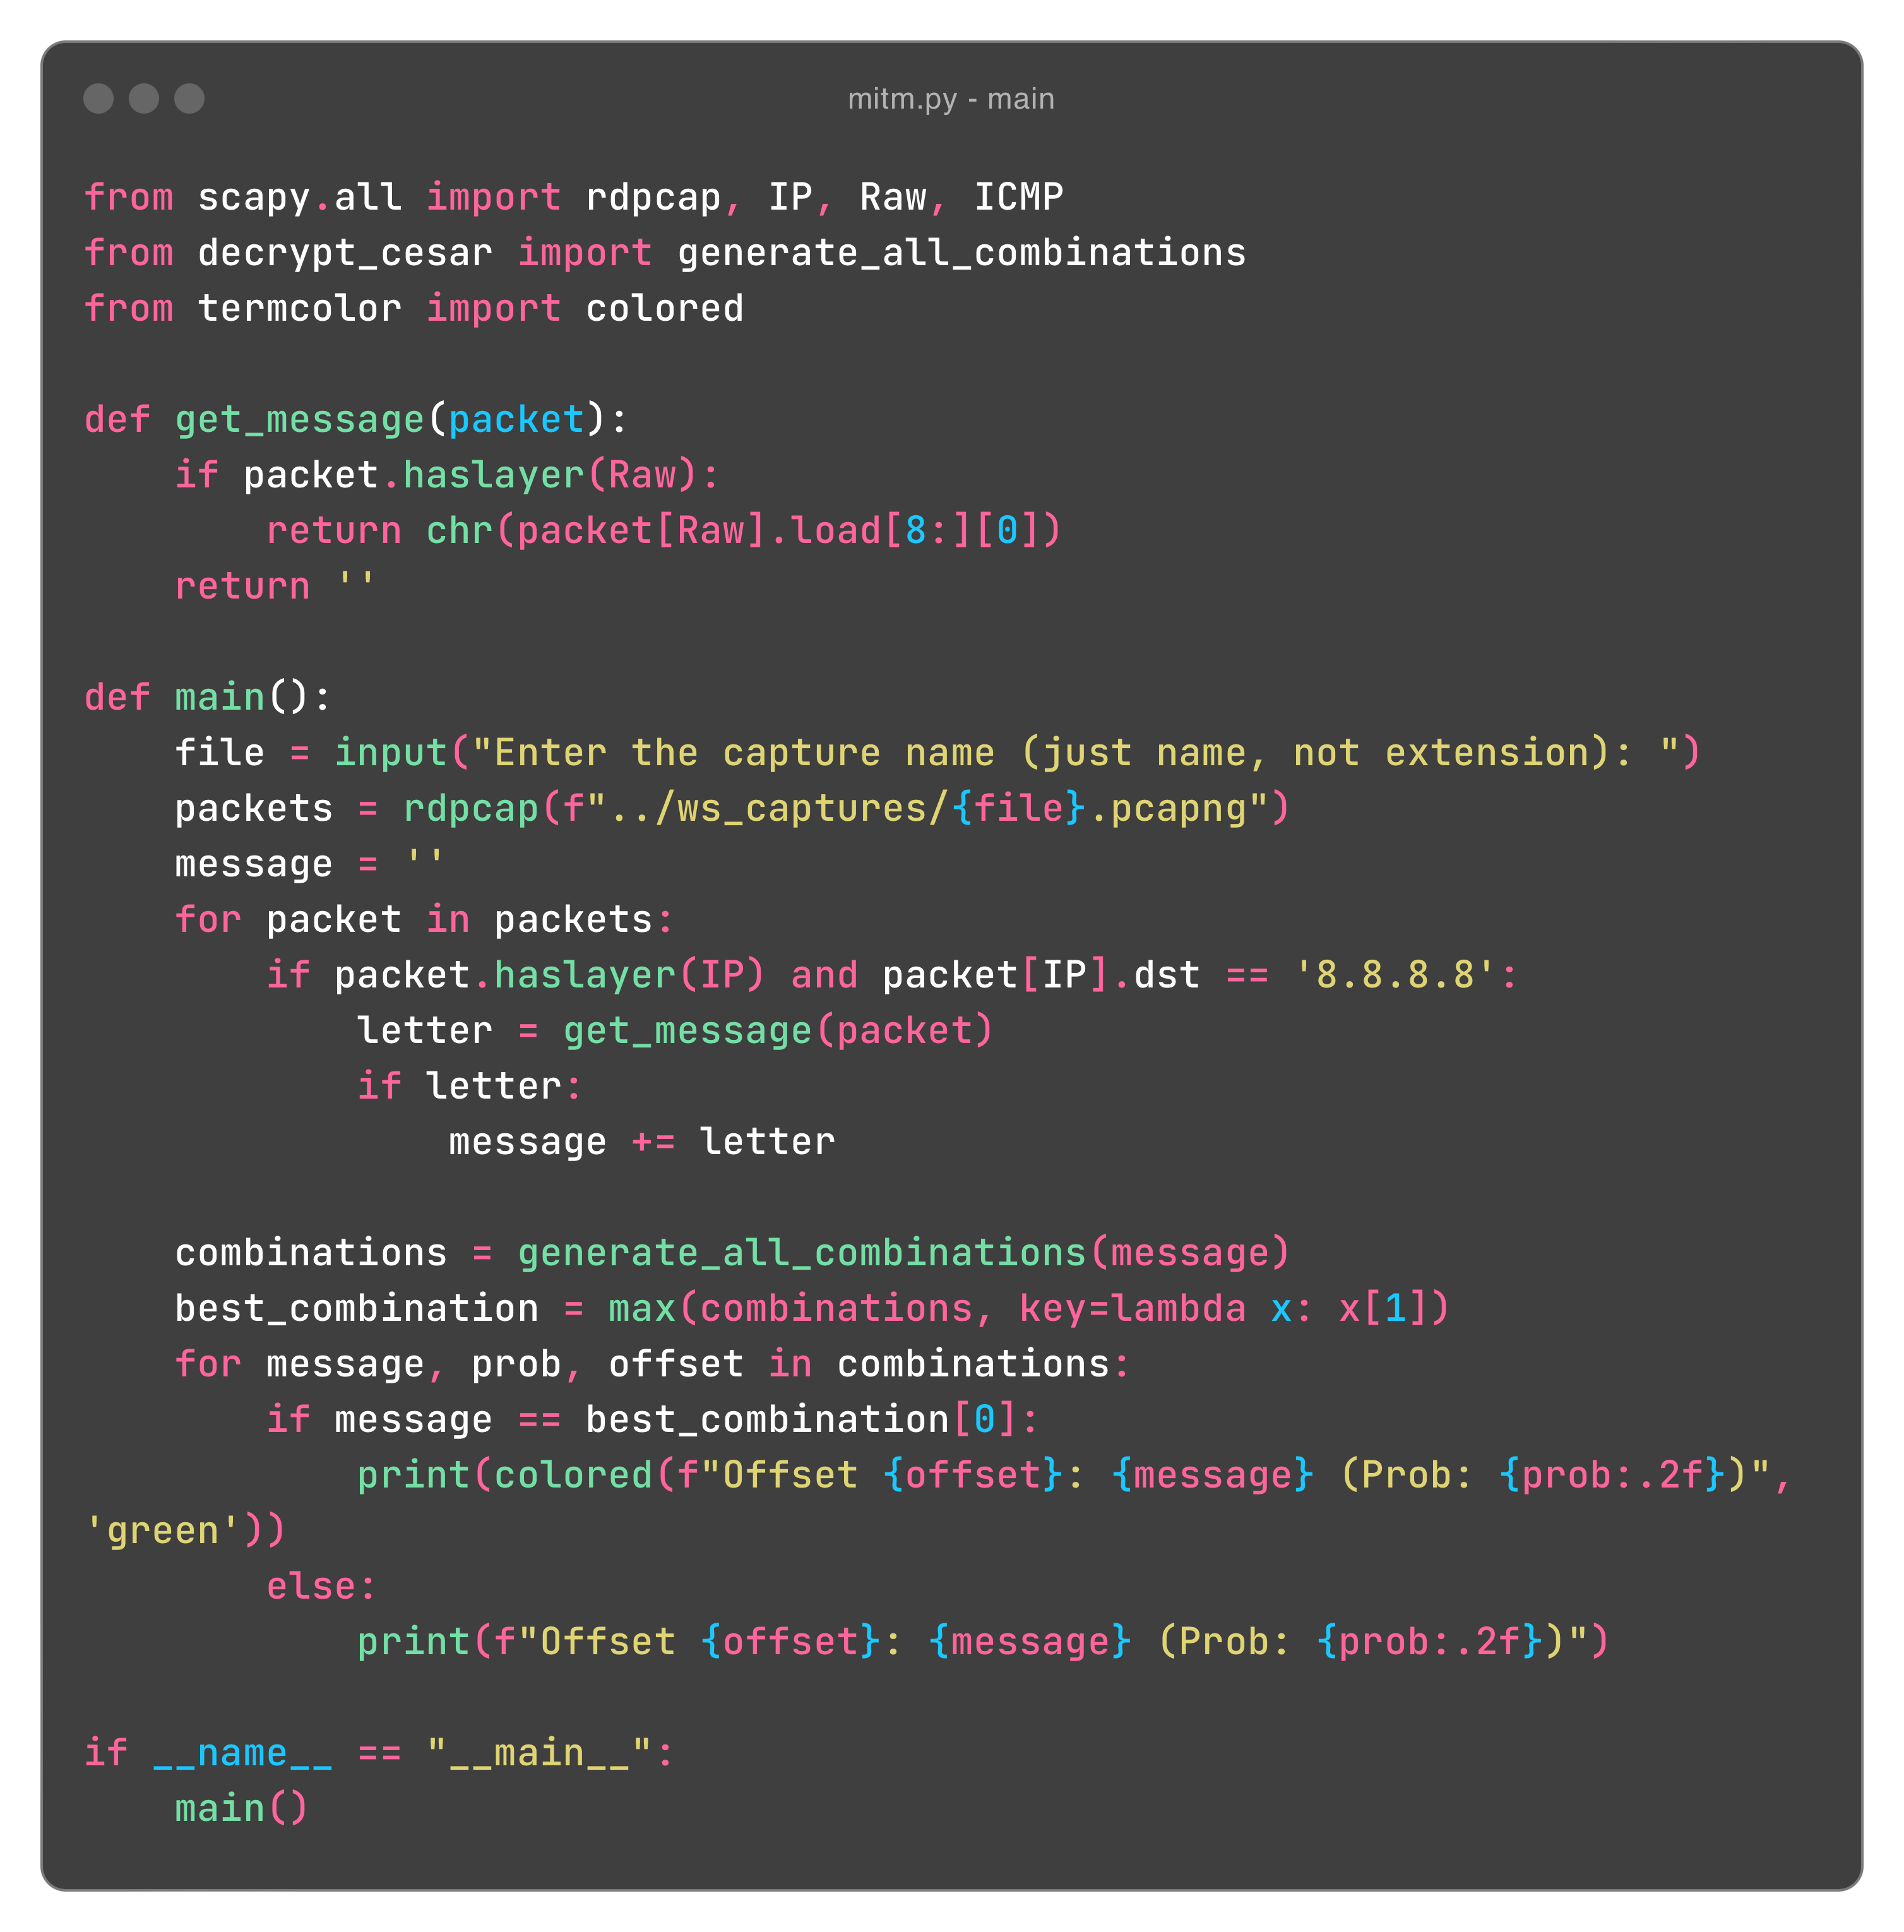 mitm.py - main
from scapy.all import rdpcap, IP, Raw, ICMP
from decrypt_cesar import generate_all_combinations
from termcolor import colored
def get_message(packet):
    if packet.haslayer(Raw):
        return chr(packet[Raw].load[8:][0])
    return ''
def main():
    file = input("Enter the capture name (just name, not extension): ")
    packets = rdpcap(f"../ws_captures/{file}.pcapng")
    message = ''
    for packet in packets:
        if packet.haslayer(IP) and packet[IP].dst == '8.8.8.8':
            letter = get_message(packet)
            if letter:
                message += letter
    combinations = generate_all_combinations(message)
    best_combination = max(combinations, key=lambda x: x[1])
    for message, prob, offset in combinations:
        if message == best_combination[0]:
            print(colored(f"Offset {offset}: {message} (Prob: {prob:.2f})",
'green'))
        else:
            print(f"Offset {offset}: {message} (Prob: {prob:.2f})")
if __name__ == "__main__":
    main()